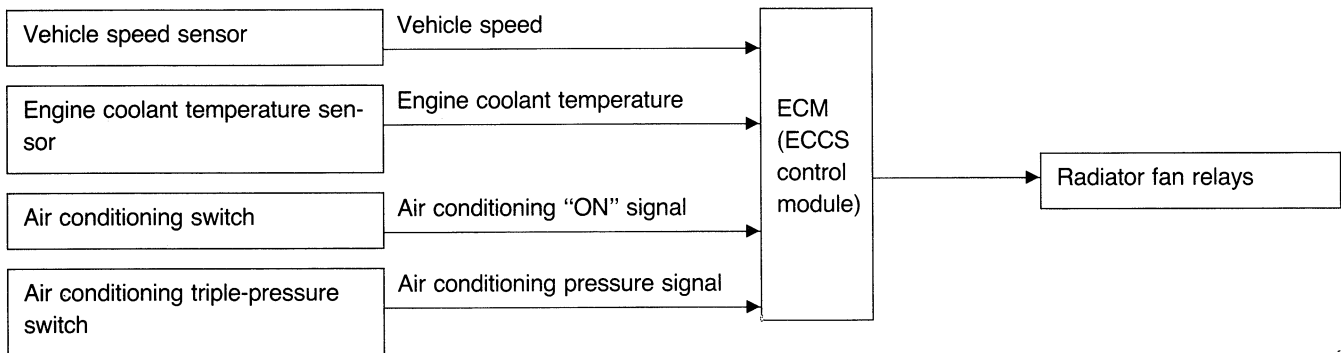 Vehicle speed sensor
Vehicle speed
Engine coolant temperature sen-
sor
Engine coolant temperature
Air conditioning switch
Air conditioning “ON” signal
Air conditioning triple-pressure
switch
Air conditioning pressure signal
ECM
(ECCS
control
module)
Radiator fan relays